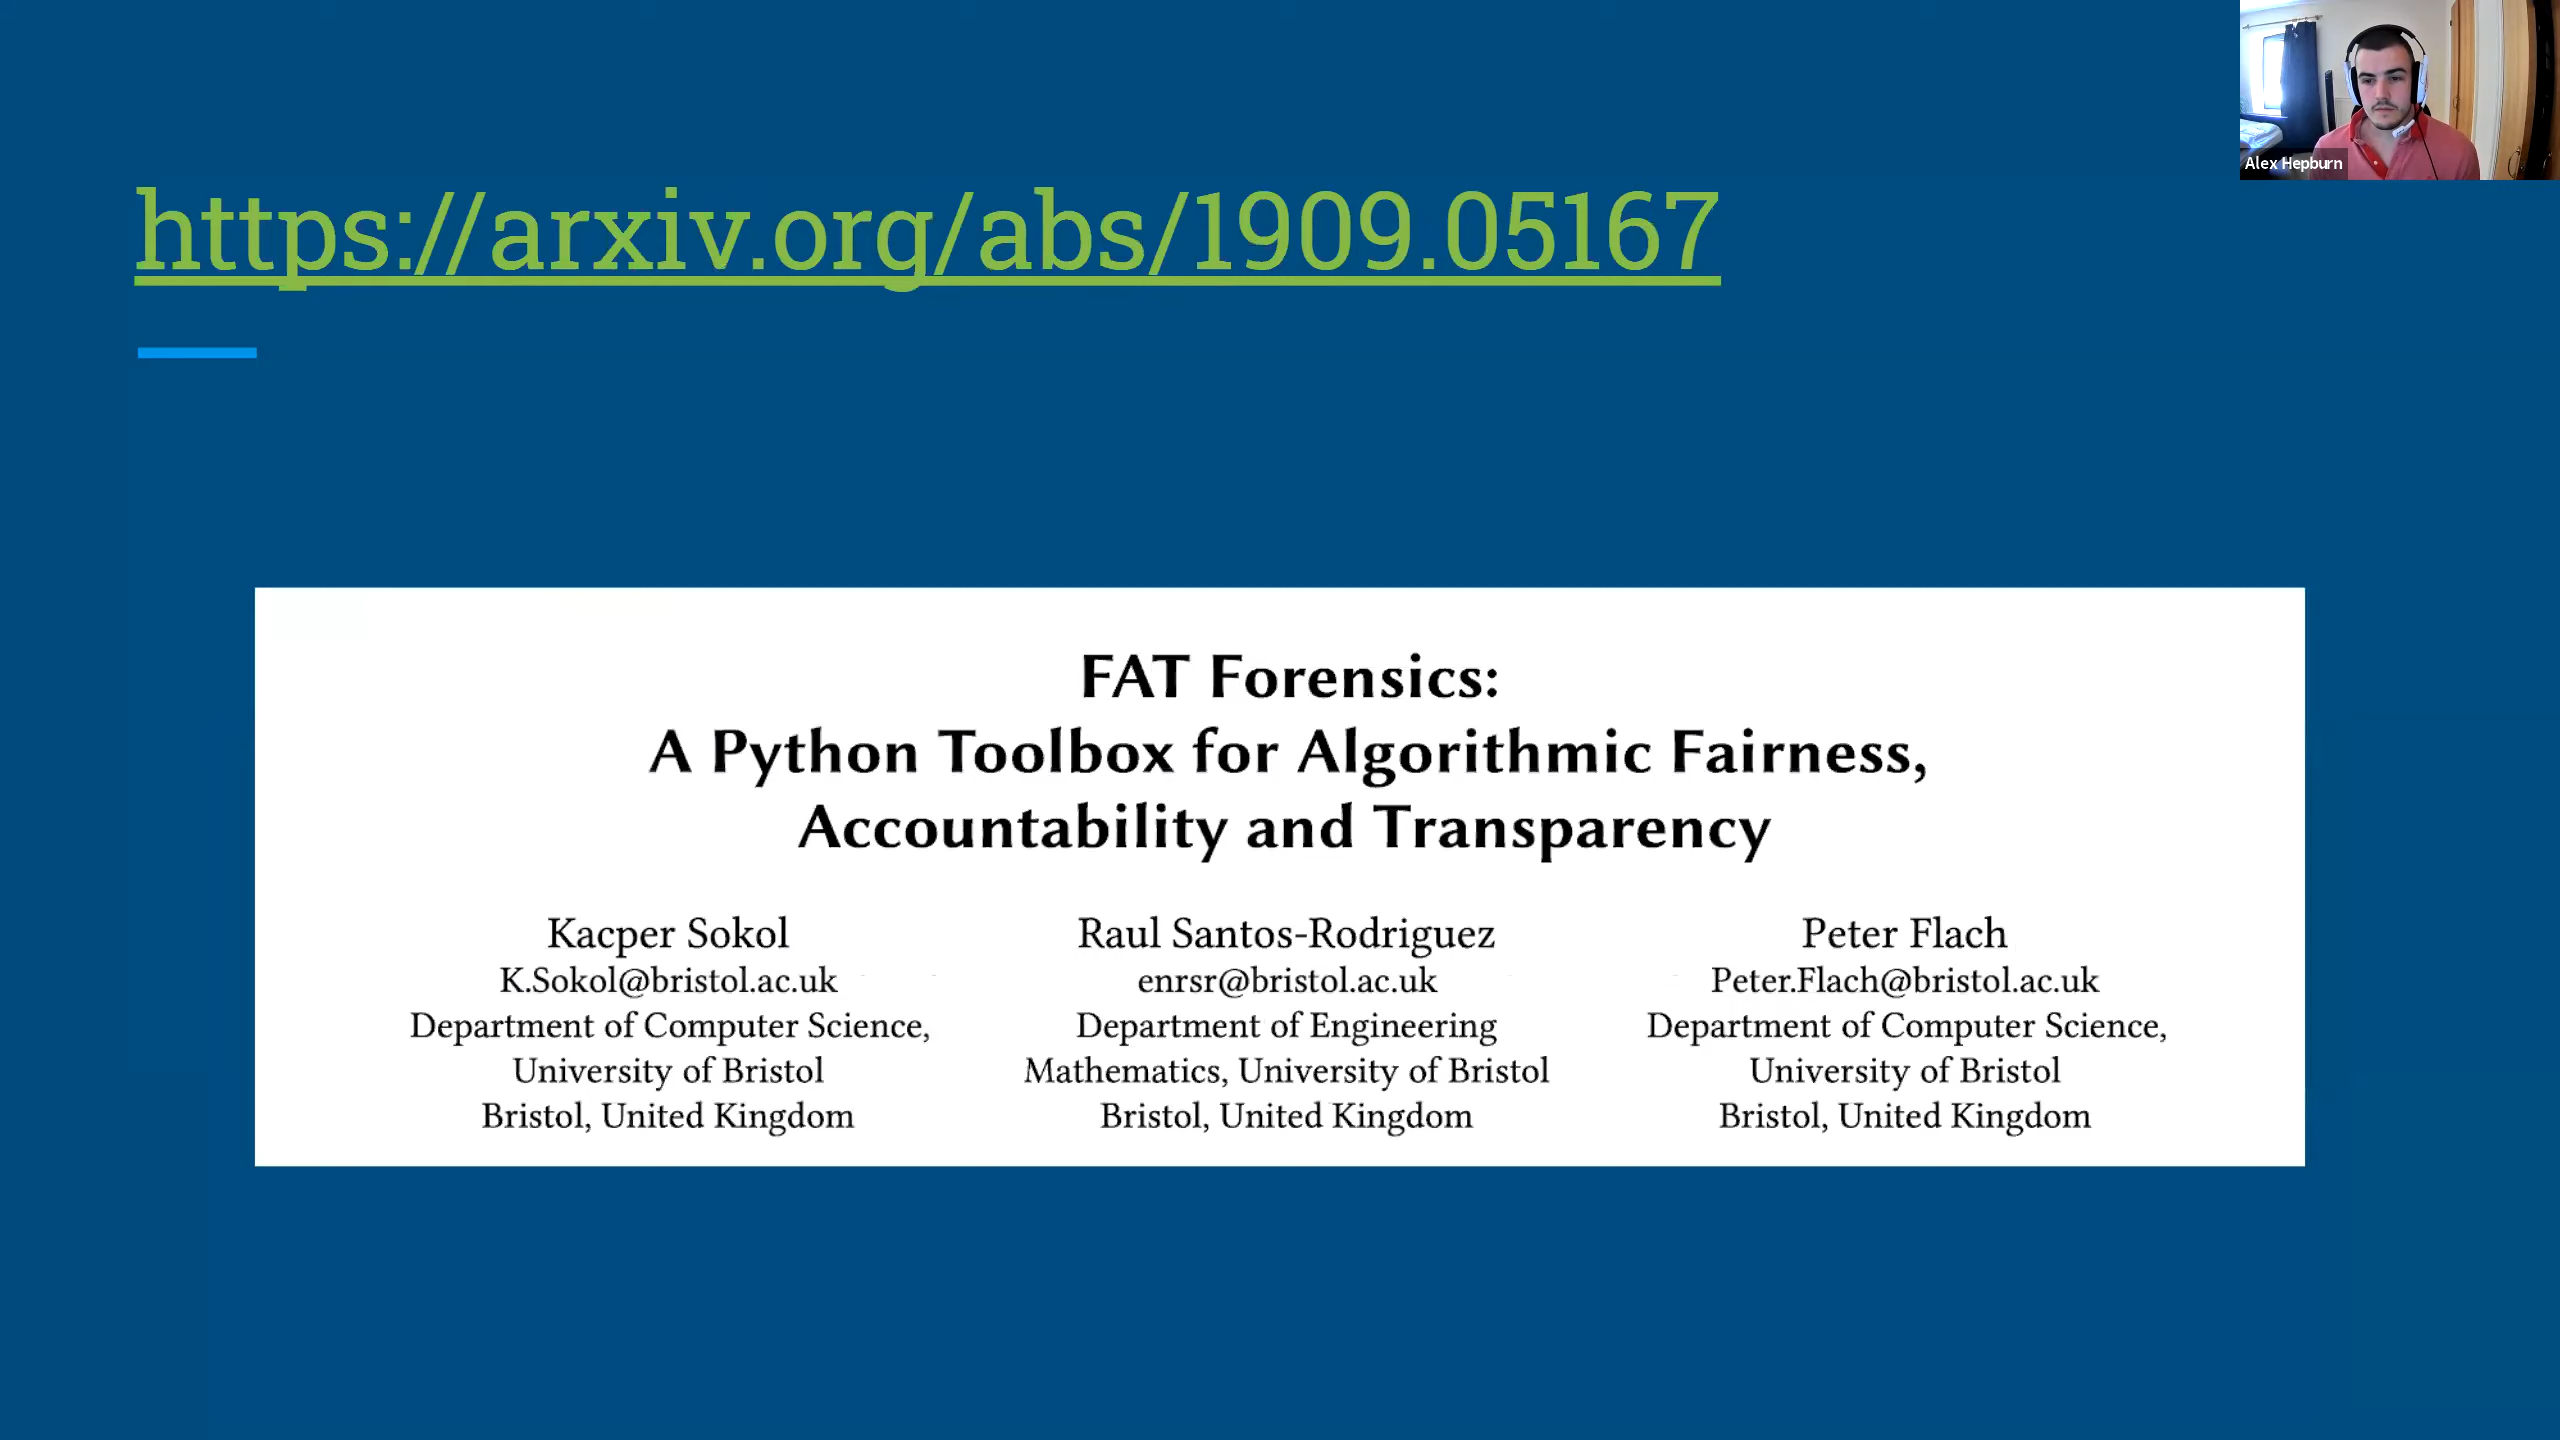 https://arxiv.org/abs/1909.05167
Alex Hepburn
FAT Forensics:
A Python Toolbox for Algorithmic Fairness,
Accountability and Transparency
Kacper Sokol
K.Sokol@bristol.ac.uk
Department of Computer Science,
University of Bristol
Bristol, United Kingdom
Raul Santos-Rodriguez
enrsr@bristol.ac.uk
Department of Engineering
Mathematics, University of Bristol
Bristol, United Kingdom
Peter Flach
Peter.Flach@bristol.ac.uk
Department of Computer Science,
University of Bristol
Bristol, United Kingdom